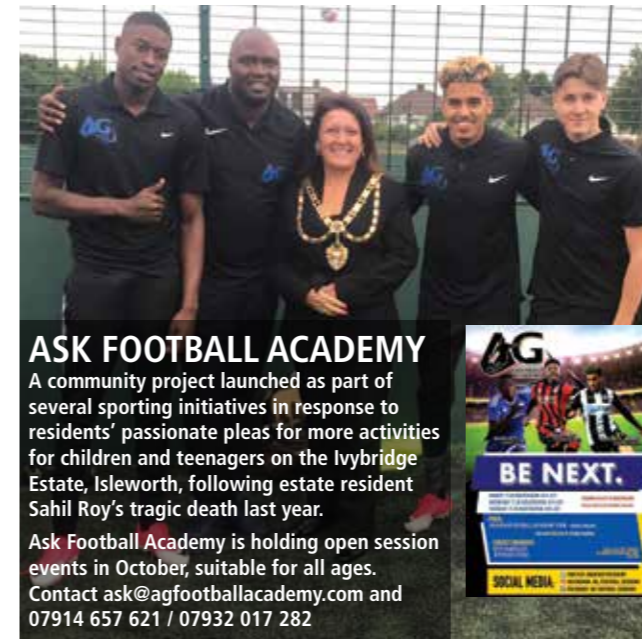 ASK FOOTBALL ACADEMY
A community project launched as part of
several sporting initiatives in response to
residents’ passionate pleas for more activities
for children and teenagers on the Ivybridge
Estate, Isleworth, following estate resident
Sahil Roy’s tragic death last year.
Ask Football Academy is holding open session
events in October, suitable for all ages.
Contact ask@agfootballacademy.com and
07914 657 621 / 07932 017 282
AG
BE NEXT.
SOCIAL MEDIA: